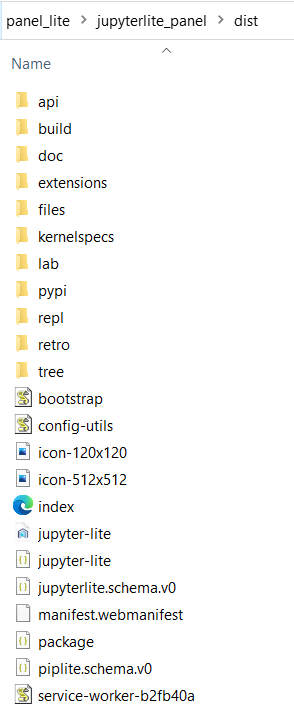 panel_lite > jupyterlite_panel > dist
Name
api
build
doc
extensions
files
kernelspecs
lab
pypi
repl
retro
tree
bootstrap
config-utils
icon-120x120
icon-512x512
index
jupyter-lite
jupyter-lite
jupyterlite.schema.v0
manifest.webmanifest
package
piplite.schema.v0
service-worker-b2fb40a